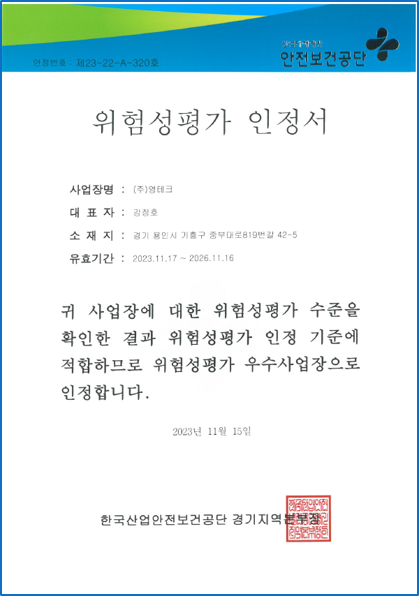 인정번호 : 제23-22-A-320호
안전보건공단
위험성평가 인정서
사업장명 : (주)영테크
대 표 자 : 강정호
소 재 지 : 경기 용인시 기흥구 중부대로819번길 42-5
유효기간 : 2023.11.17 ~ 2026.11.16
귀 사업장에 대한 위험성평가 수준을
확인한 결과 위험성평가 인정 기준에
적합하므로 위험성평가 우수사업장으로
인정합니다.
2023년 11월 15일
한국산업안전보건공단 경기지역본부장